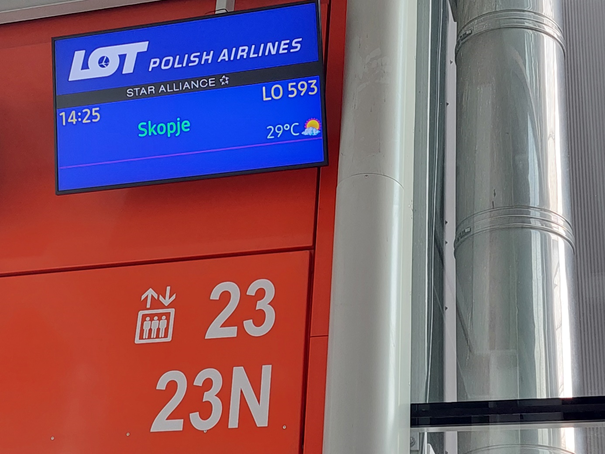 LOT POLISH AIRLINES
STAR ALLIANCE
14:25 LO 593
Skopje 29°C
23
23N